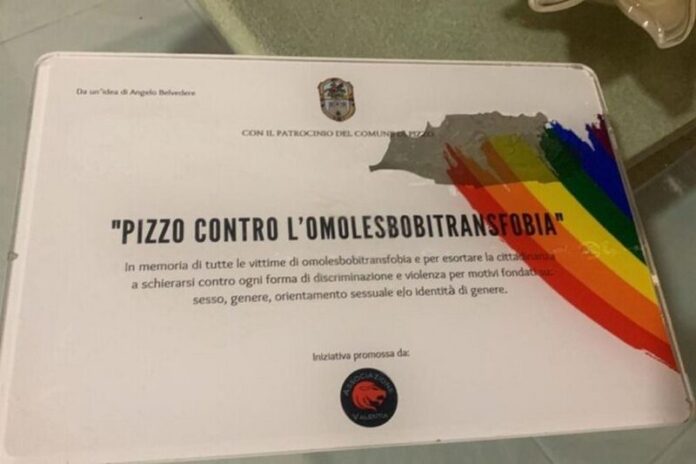 Da un'idea di Angelo Belvedere
CON IL PATROCINIO DEL COMUNE DI PIZZO
"PIZZO CONTRO L'OMOLESBOBITRANSFOBIA"
In memoria di tutte le vittime di omolesbobitransfobia e per esortare la cittadinanza
a schierarsi contro ogni forma di discriminazione e violenza per motivi fondati su:
sesso, genere, orientamento sessuale e/o identità di genere.
Iniziativa promossa da:
ASSOCIAZIONE
VALENTIA